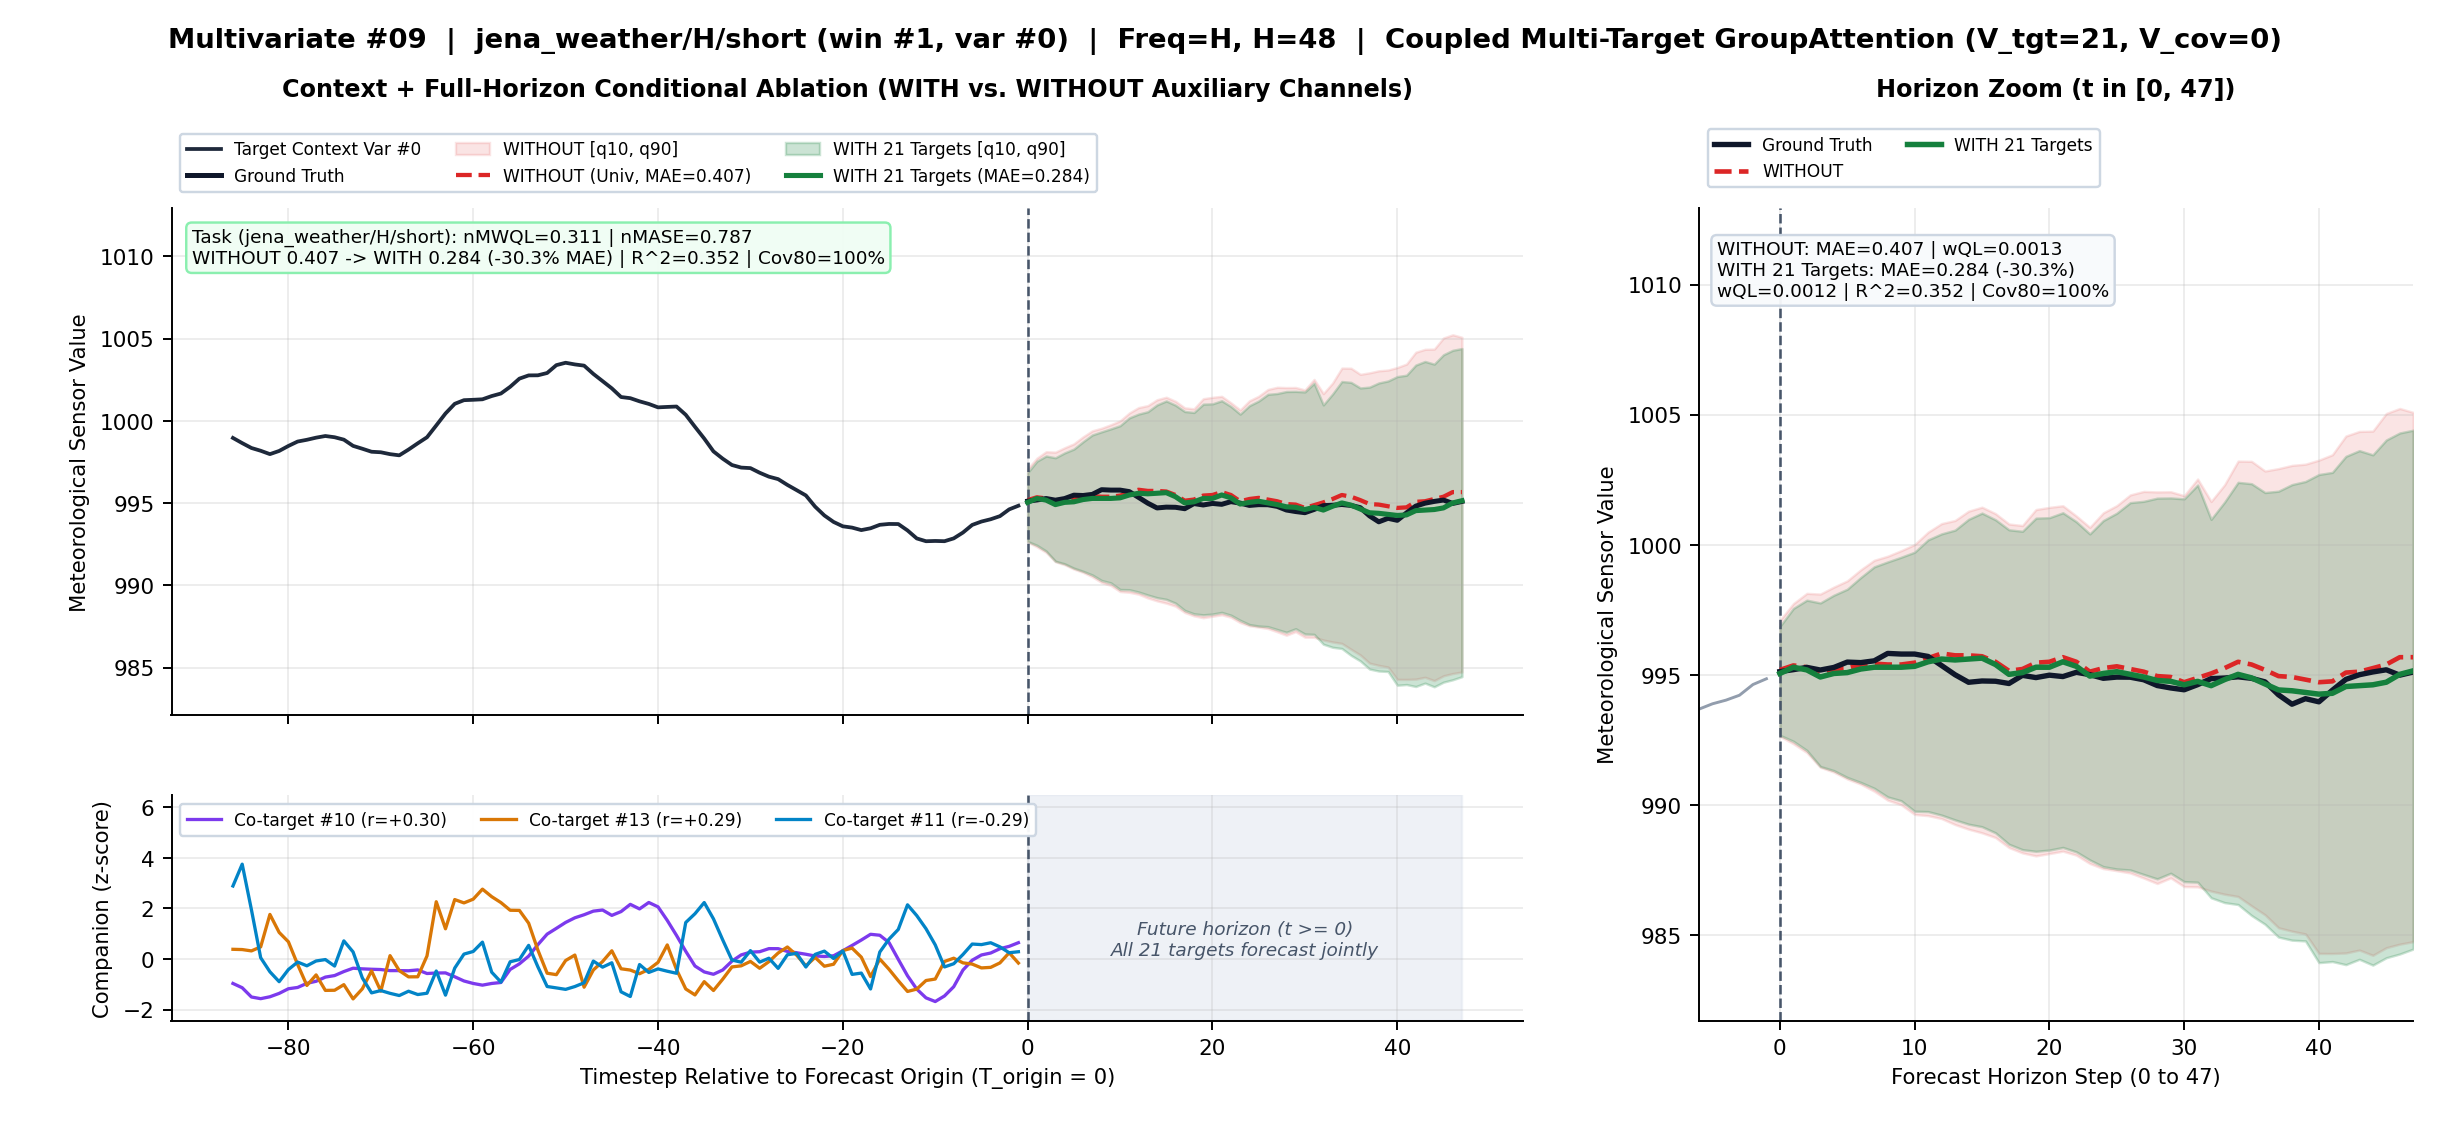 Multivariate #09 | jena_weather/H/short (win #1, var #0) | Freq=H, H=48 | Coupled Multi-Target GroupAttention (V_tgt=21, V_cov=0)
Context + Full-Horizon Conditional Ablation (WITH vs. WITHOUT Auxiliary Channels)
Target Context Var #0
Ground Truth
WITHOUT [q10, q90]
WITHOUT (Univ, MAE=0.407)
WITH 21 Targets [q10, q90]
WITH 21 Targets (MAE=0.284)
Task (jena_weather/H/short): nMWQL=0.311 | nMASE=0.787
WITHOUT 0.407 -> WITH 0.284 (-30.3% MAE) | R^2=0.352 | Cov80=100%
Meteorological Sensor Value
1010
1005
1000
995
990
985
Co-target #10 (r=+0.30)
Co-target #13 (r=+0.29)
Co-target #11 (r=-0.29)
Future horizon (t >= 0)
All 21 targets forecast jointly
Companion (z-score)
6
4
2
0
−2
−80
−60
−40
−20
0
20
40
Timestep Relative to Forecast Origin (T_origin = 0)
Horizon Zoom (t in [0, 47])
Ground Truth
WITHOUT
WITH 21 Targets
WITHOUT: MAE=0.407 | wQL=0.0013
WITH 21 Targets: MAE=0.284 (-30.3%)
wQL=0.0012 | R^2=0.352 | Cov80=100%
Meteorological Sensor Value
1010
1005
1000
995
990
985
0
10
20
30
40
Forecast Horizon Step (0 to 47)